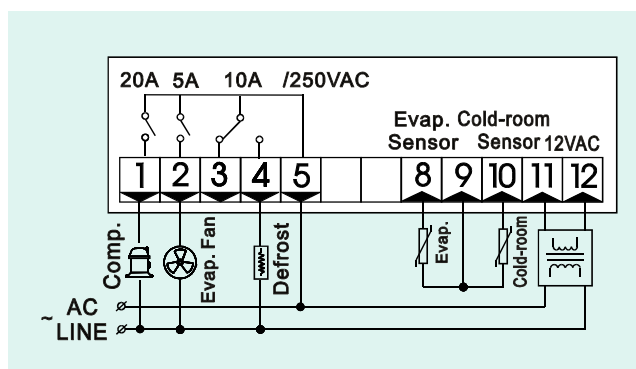 20A 5A 10A /250VAC
Evap. Cold-room
Sensor Sensor 12VAC
1 2 3 4 5 8 9 10 11 12
Comp.
Evap. Fan
Defrost
Evap.
Cold-room
AC
~ LINE